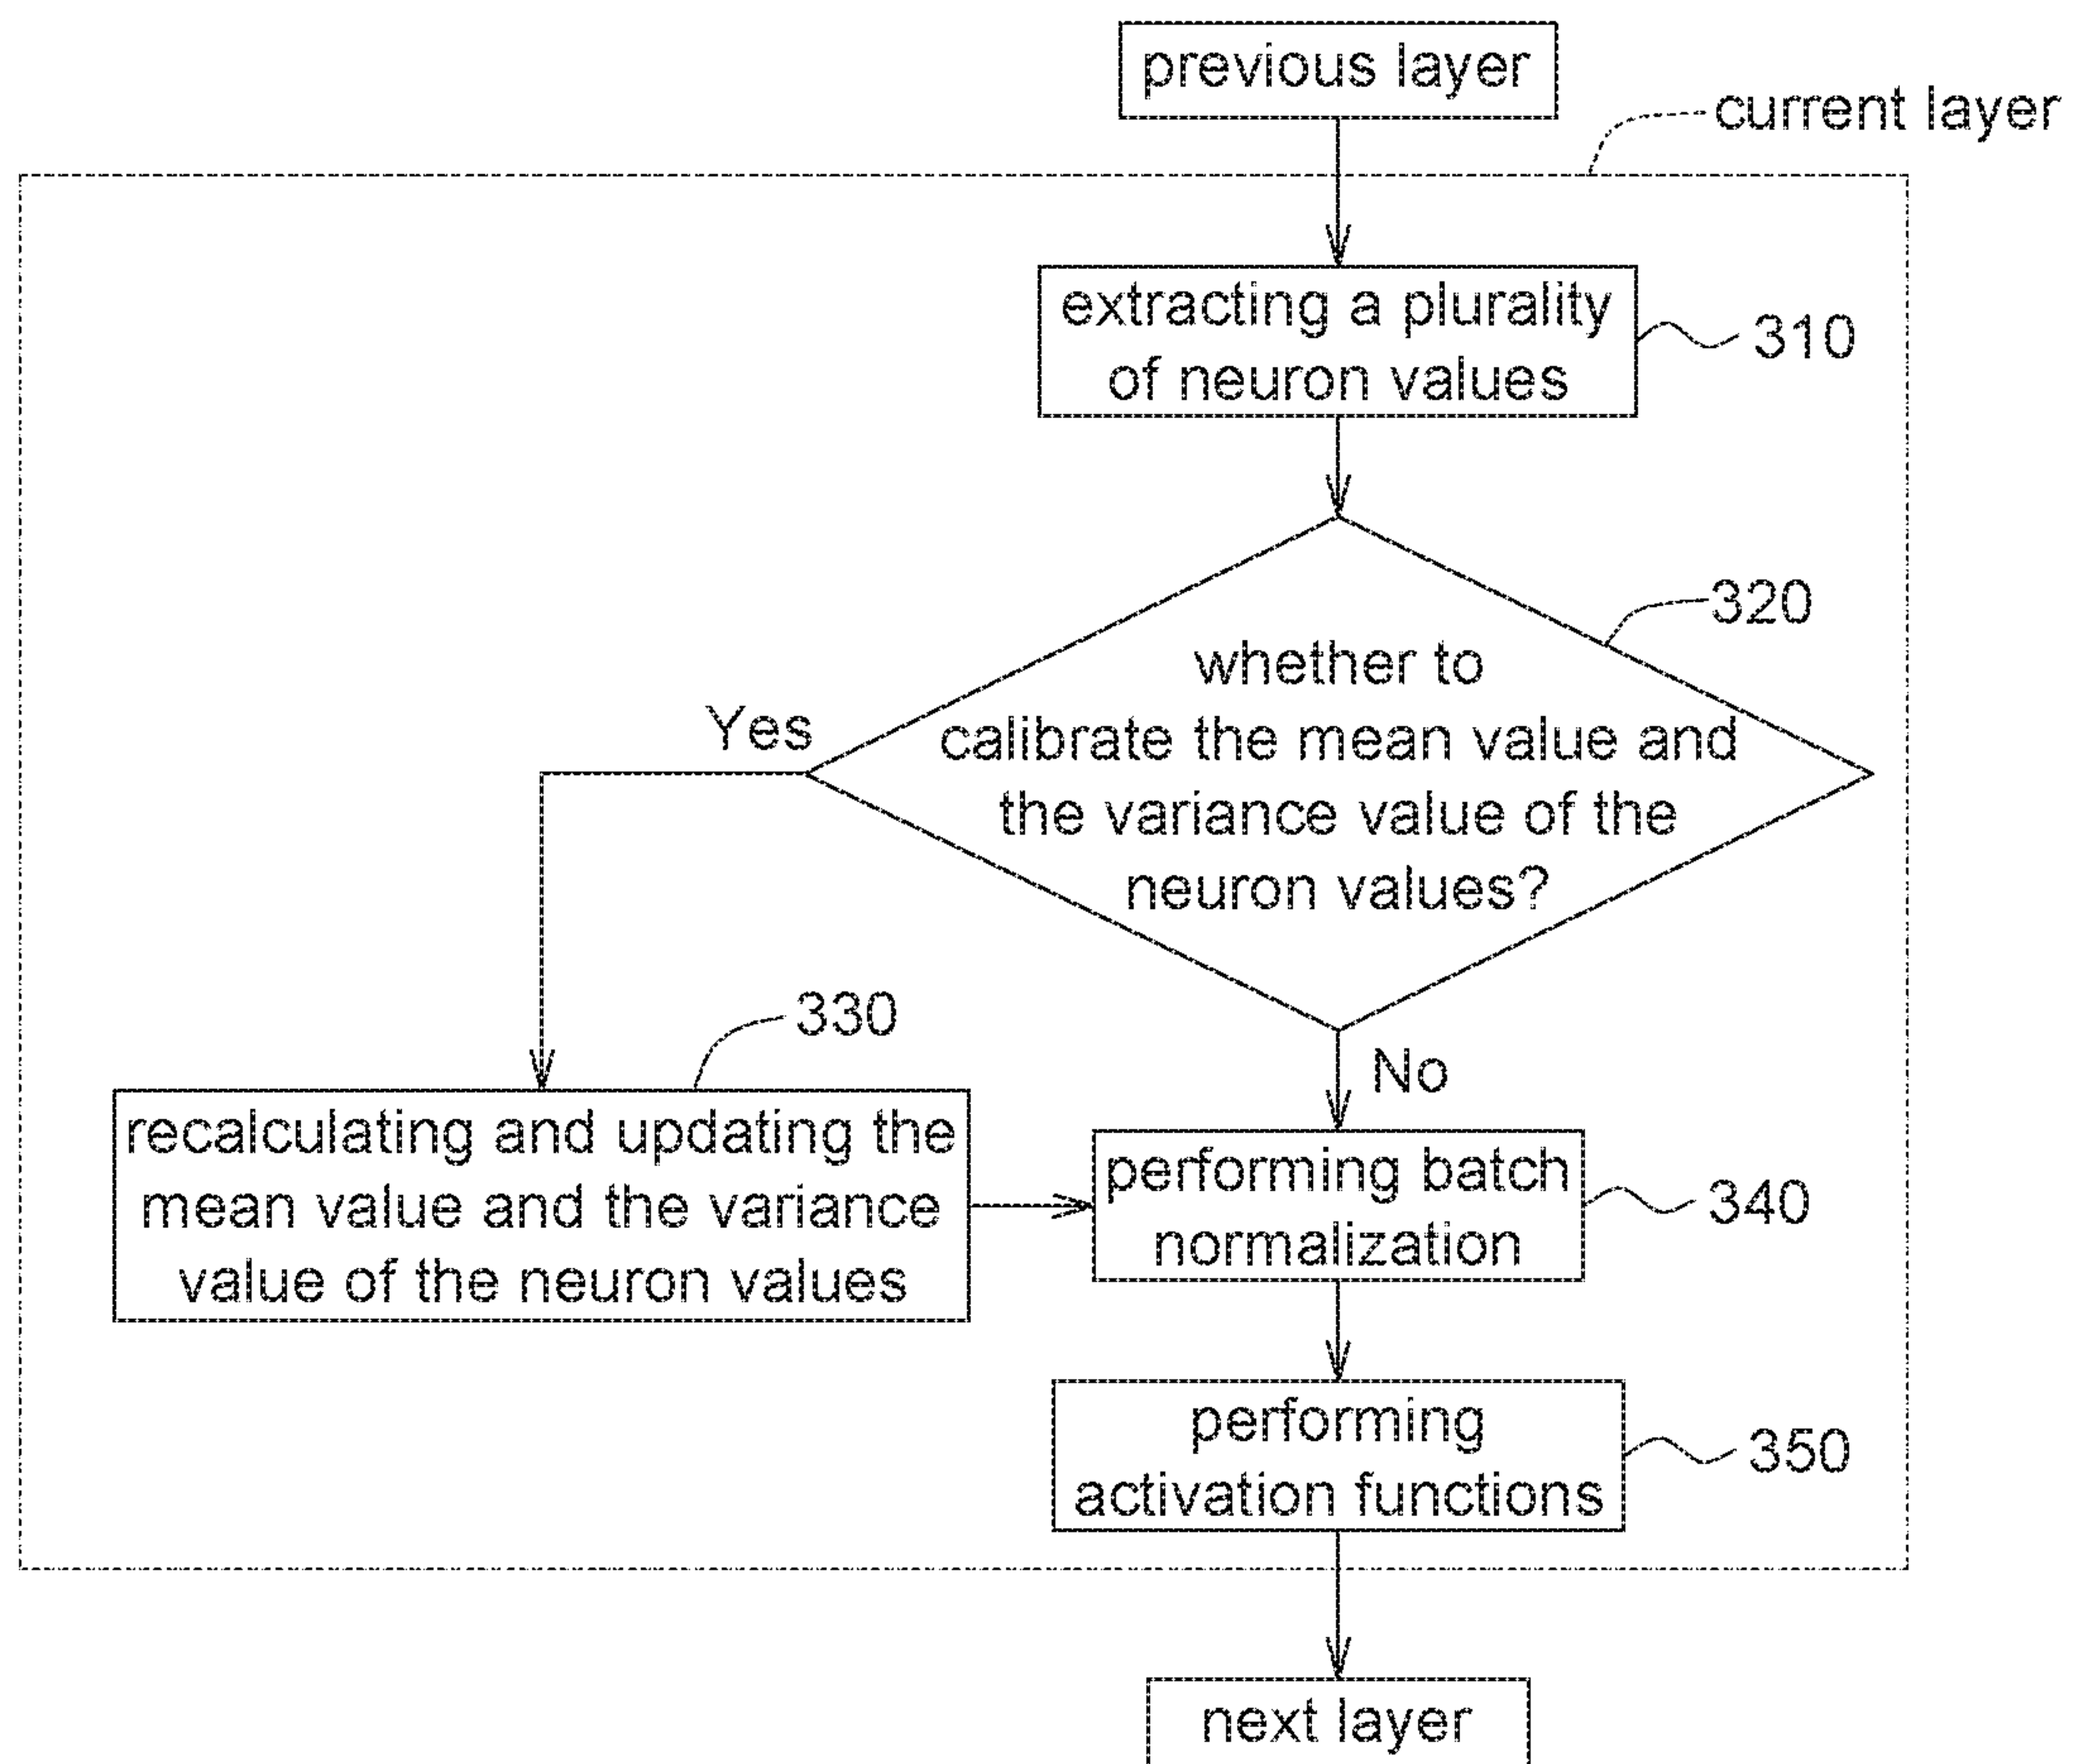 previous layer
current layer
extracting a plurality
of neuron values
310
320
whether to
calibrate the mean value and
the variance value of the
neuron values?
Yes
No
330
recalculating and updating the
mean value and the variance
value of the neuron values
performing batch
normalization
340
performing
activation functions
350
next layer